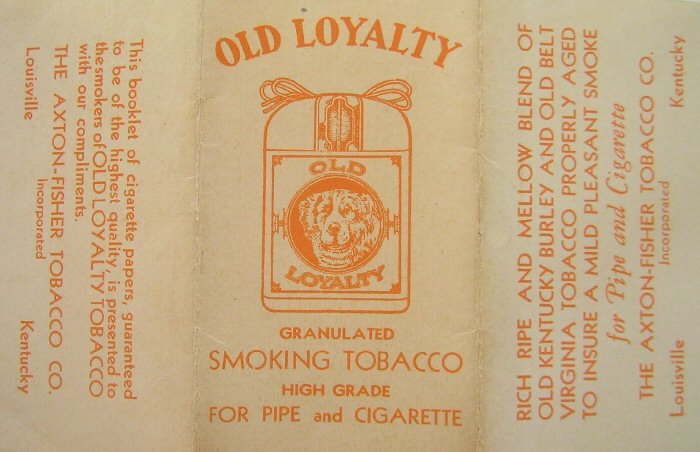 This booklet of cigarette papers, guaranteed
to be of the highest quality, is presented to
the smokers of OLD LOYALTY TOBACCO
with our compliments.
THE AXTON-FISHER TOBACCO CO.
Incorporated
Louisville Kentucky
OLD LOYALTY
OLD
LOYALTY
GRANULATED
SMOKING TOBACCO
HIGH GRADE
FOR PIPE and CIGARETTE
RICH RIPE AND MELLOW BLEND OF
OLD KENTUCKY BURLEY AND OLD BELT
VIRGINIA TOBACCO PROPERLY AGED
TO INSURE A MILD PLEASANT SMOKE
for Pipe and Cigarette
THE AXTON-FISHER TOBACCO CO.
Incorporated
Louisville Kentucky